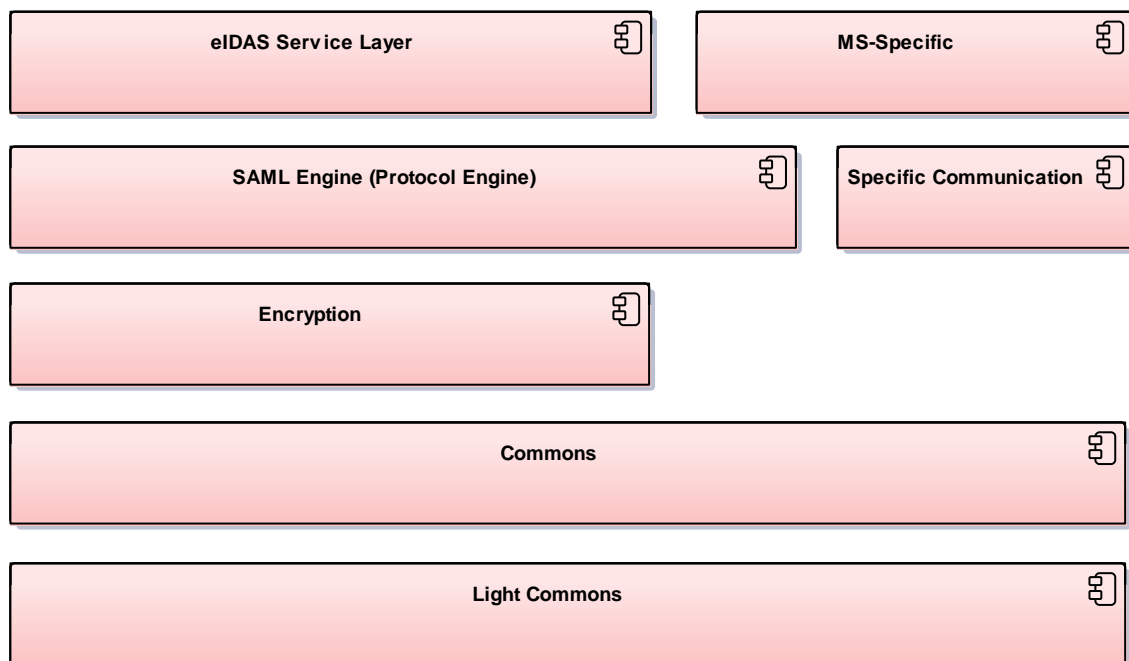 eIDAS Service Layer
MS-Specific
SAML Engine (Protocol Engine)
Specific Communication
Encryption
Commons
Light Commons